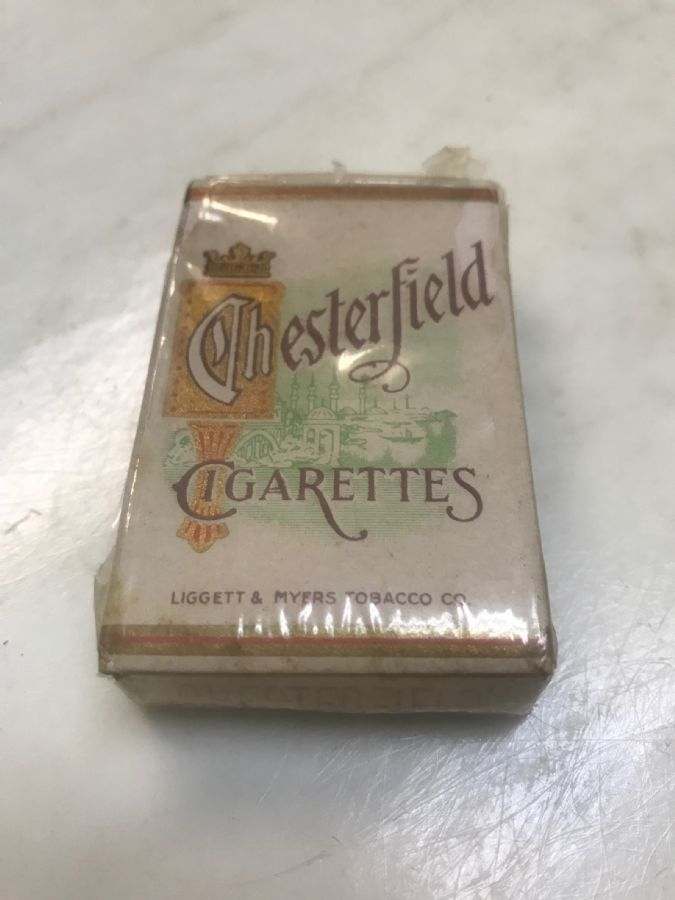 Chesterfield
CIGARETTES
LIGGETT & MYERS TOBACCO CO.